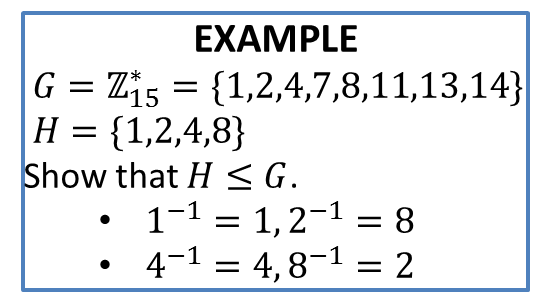 EXAMPLE
G = ℤ*₁₅ = {1,2,4,7,8,11,13,14}
H = {1,2,4,8}
Show that H ≤ G.
• 1⁻¹ = 1, 2⁻¹ = 8
• 4⁻¹ = 4, 8⁻¹ = 2